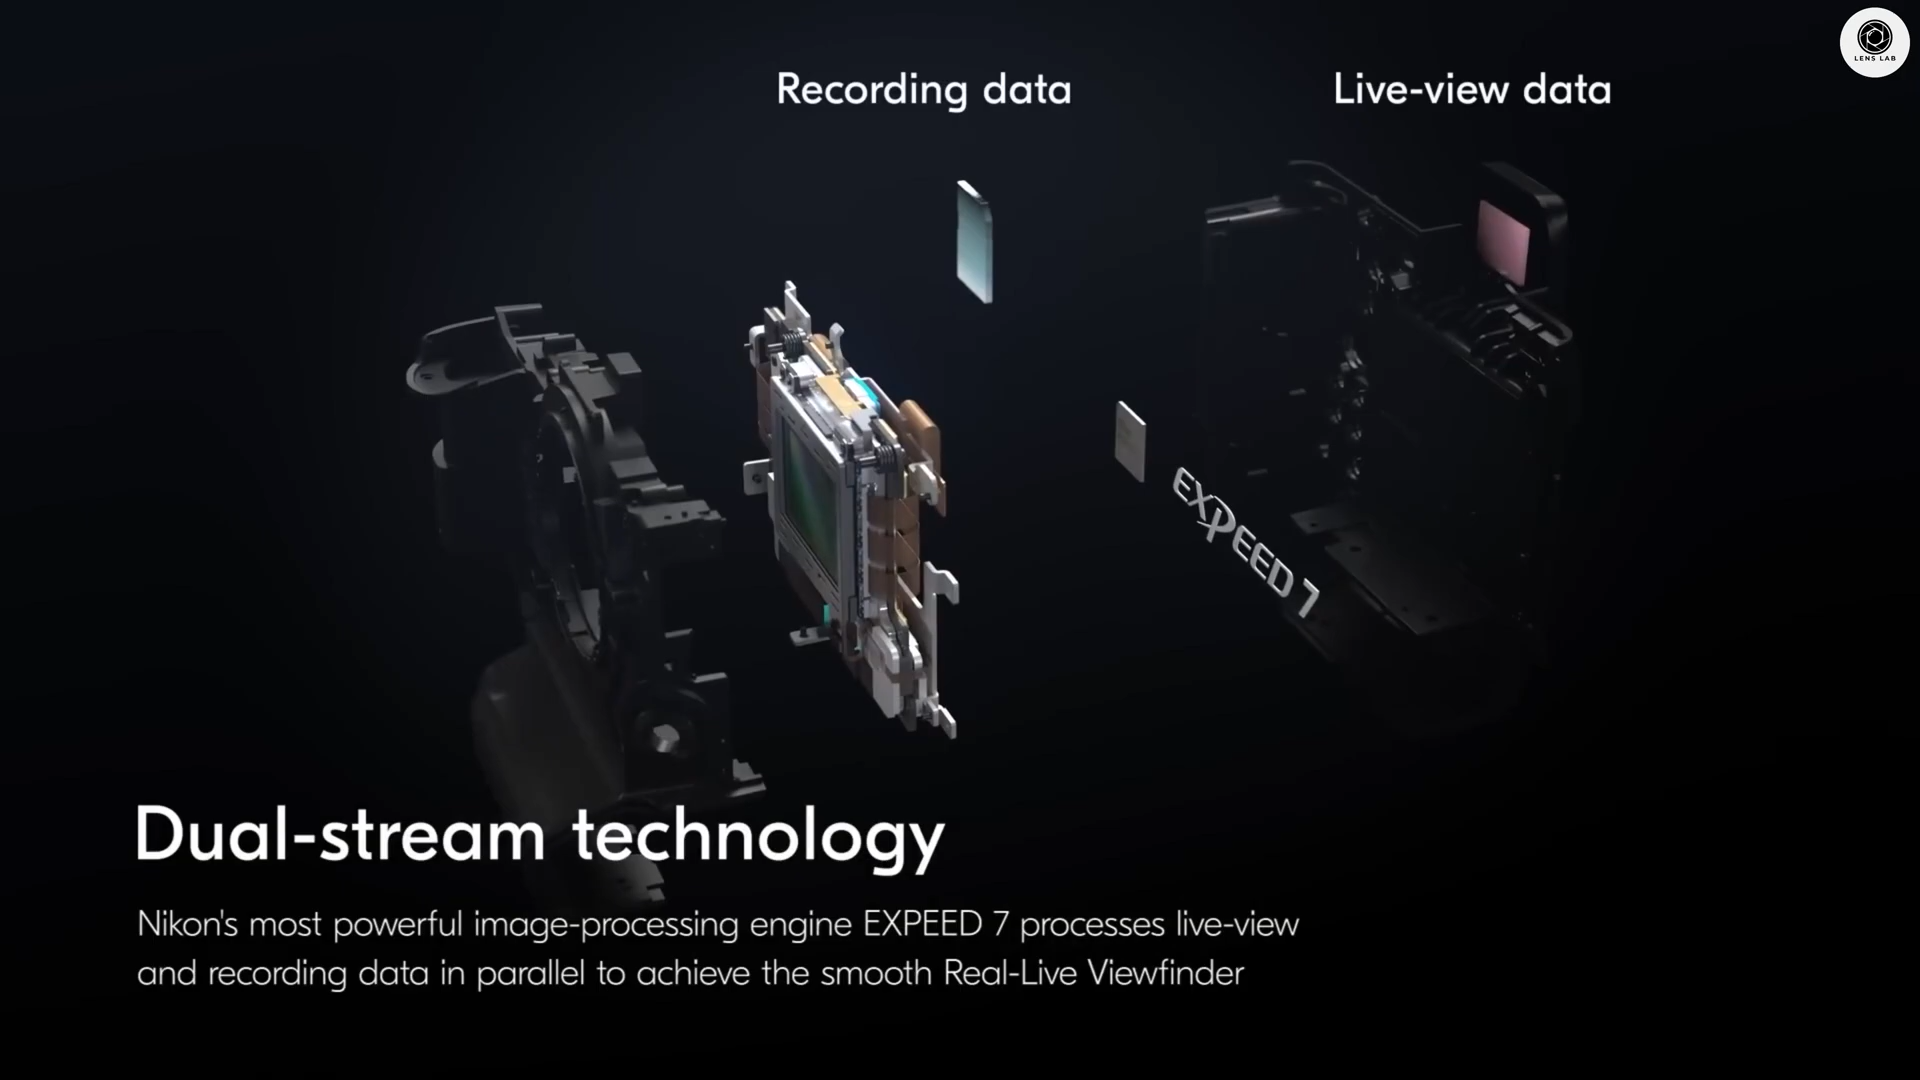 LENS LAB
Recording data
Live-view data
EXPEED 7
Dual-stream technology
Nikon's most powerful image-processing engine EXPEED 7 processes live-view
and recording data in parallel to achieve the smooth Real-Live Viewfinder